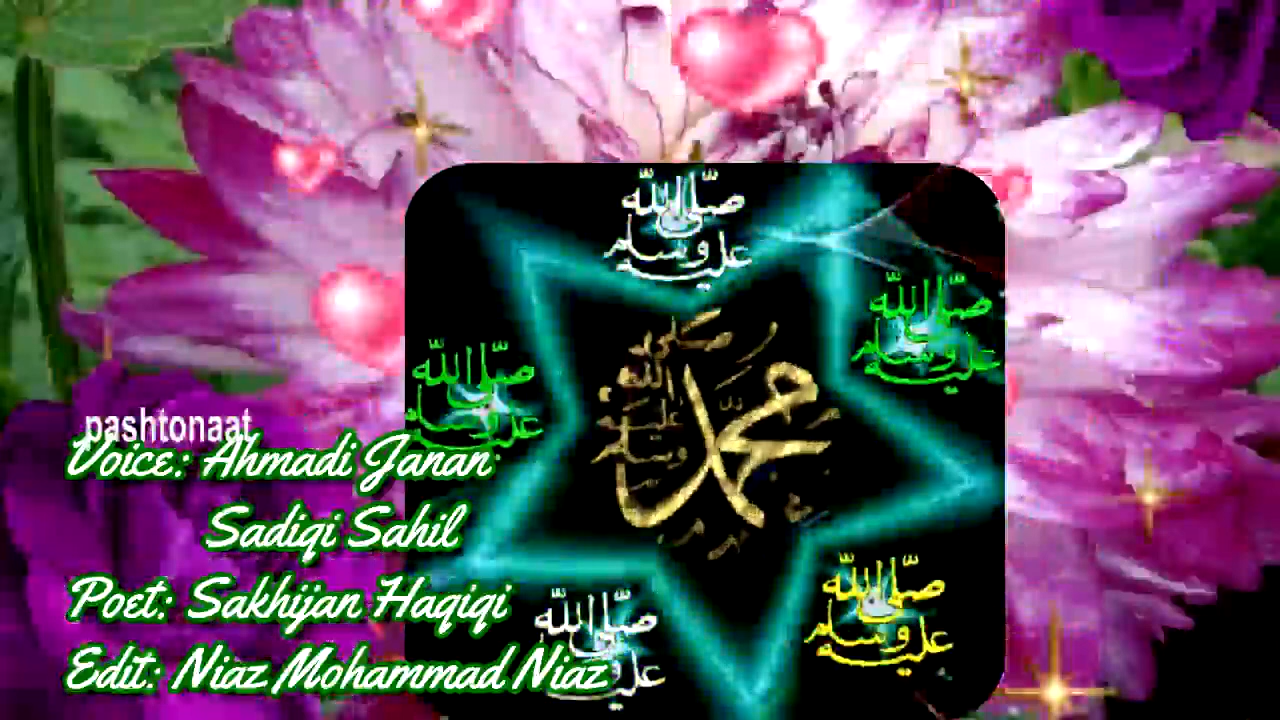 صلى الله
عليه وسلم
صلى الله
عليه وسلم
صلى الله
عليه وسلم
محمد
صلى الله
عليه وسلم
صلى الله
عليه وسلم
صلى الله
عليه وسلم
pashtonaat
Voice: Ahmadi Janan
Sadiqi Sahil
Poet: Sakhijan Haqiqi
Edit: Niaz Mohammad Niaz